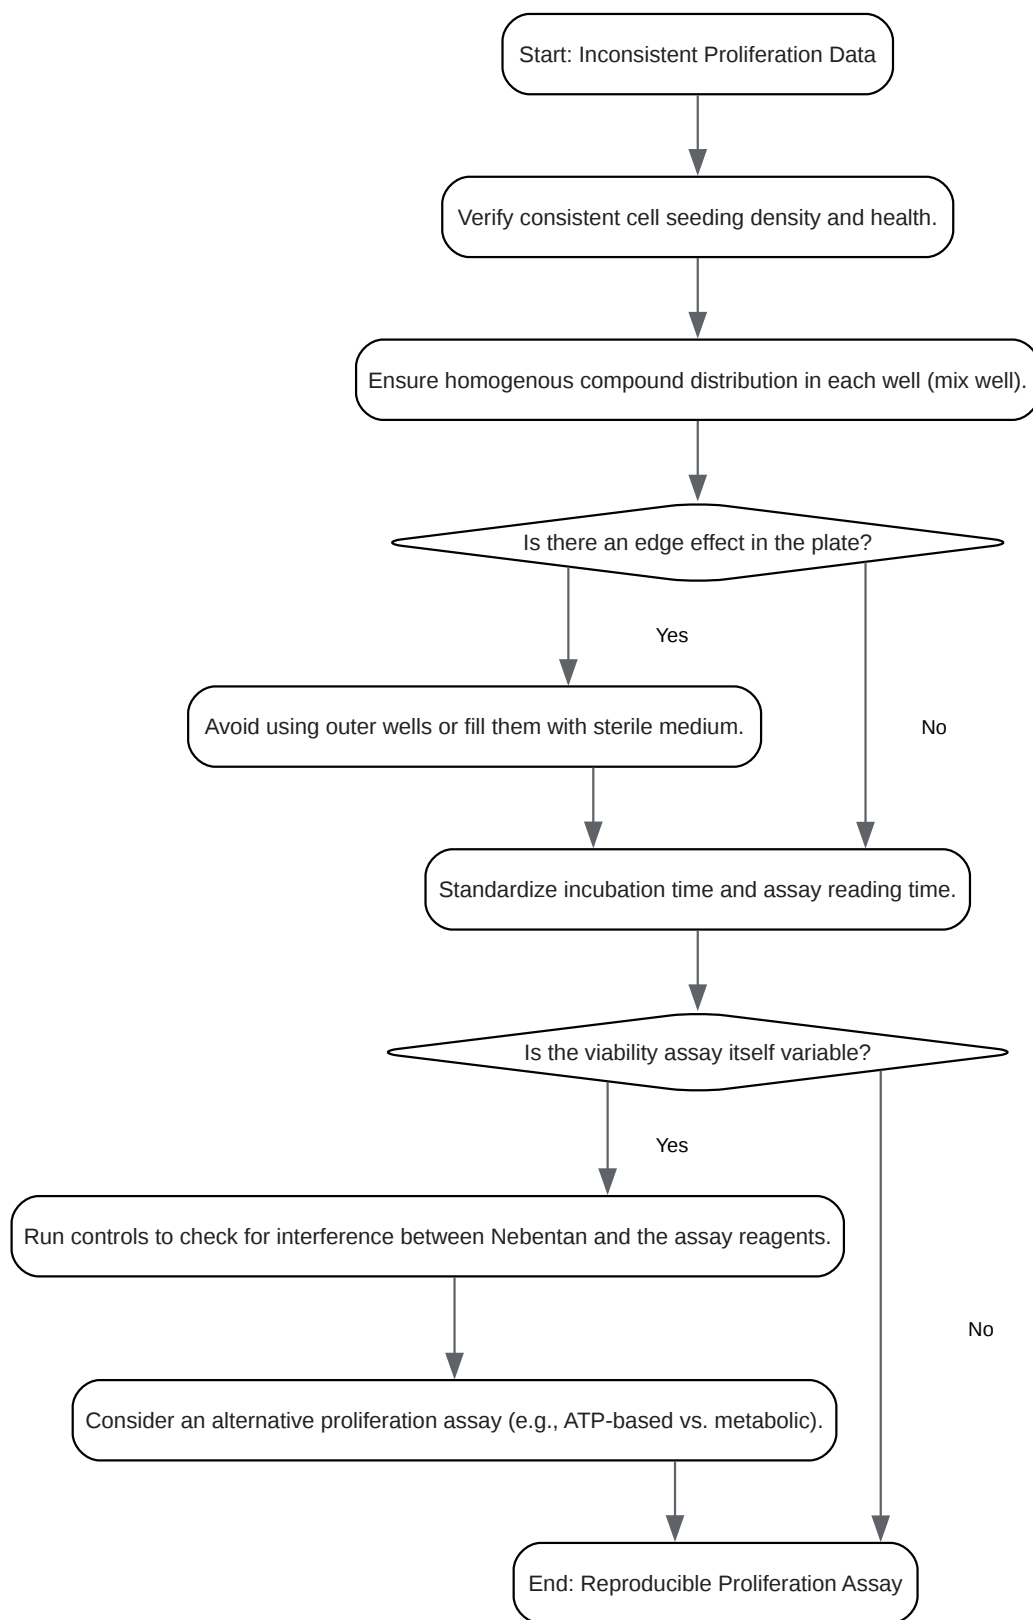 Start: Inconsistent Proliferation Data
Verify consistent cell seeding density and health.
Ensure homogenous compound distribution in each well (mix well).
Is there an edge effect in the plate?
Yes
Avoid using outer wells or fill them with sterile medium.
No
Standardize incubation time and assay reading time.
Is the viability assay itself variable?
Yes
Run controls to check for interference between Nebentan and the assay reagents.
No
Consider an alternative proliferation assay (e.g., ATP-based vs. metabolic).
End: Reproducible Proliferation Assay